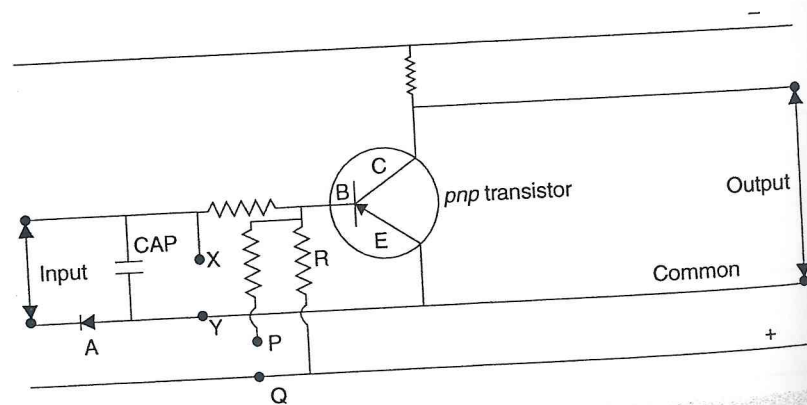 −
C
B
pnp transistor
E
Output
CAP
X
R
Input
Common
Y
A
P
+
Q